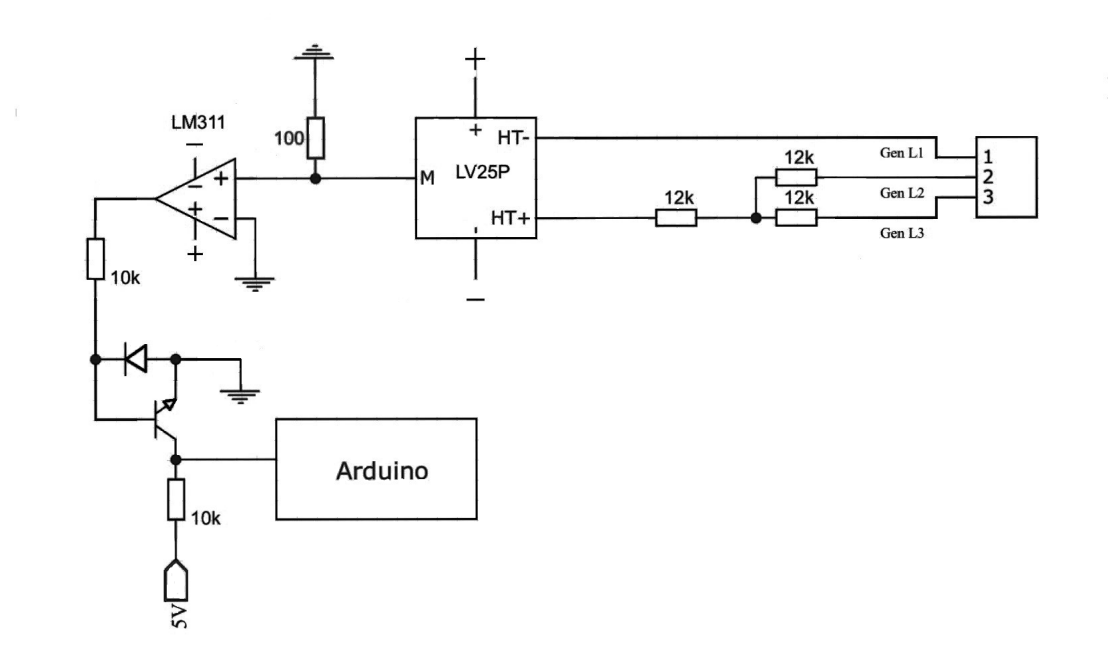 +
LM311
−
100
+
−
−
+
+
M
LV25P
+
-
HT-
HT+
−
12k
12k
12k
Gen L1
Gen L2
Gen L3
1
2
3
+
10k
Arduino
10k
5V